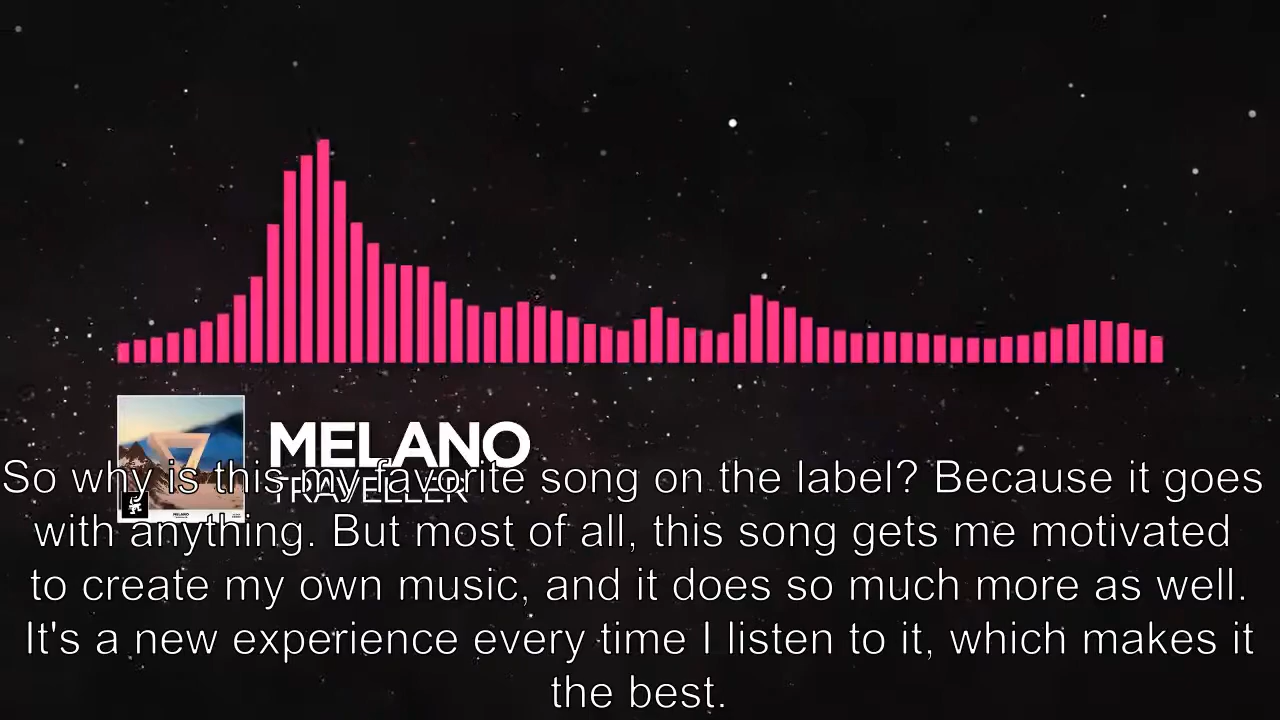 MELANO
TRAVELLER
So why is this my favorite song on the label? Because it goes
with anything. But most of all, this song gets me motivated
to create my own music, and it does so much more as well.
It's a new experience every time I listen to it, which makes it
the best.